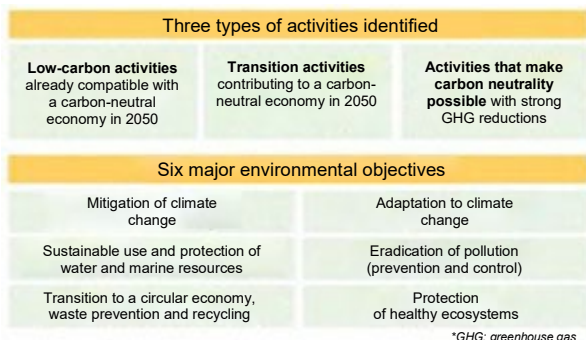 Three types of activities identified
Low-carbon activities
already compatible with
a carbon-neutral
economy in 2050
Transition activities
contributing to a carbon-
neutral economy in 2050
Activities that make
carbon neutrality
possible with strong
GHG reductions
Six major environmental objectives
Mitigation of climate
change
Adaptation to climate
change
Sustainable use and protection of
water and marine resources
Eradication of pollution
(prevention and control)
Transition to a circular economy,
waste prevention and recycling
Protection
of healthy ecosystems
*GHG: greenhouse gas